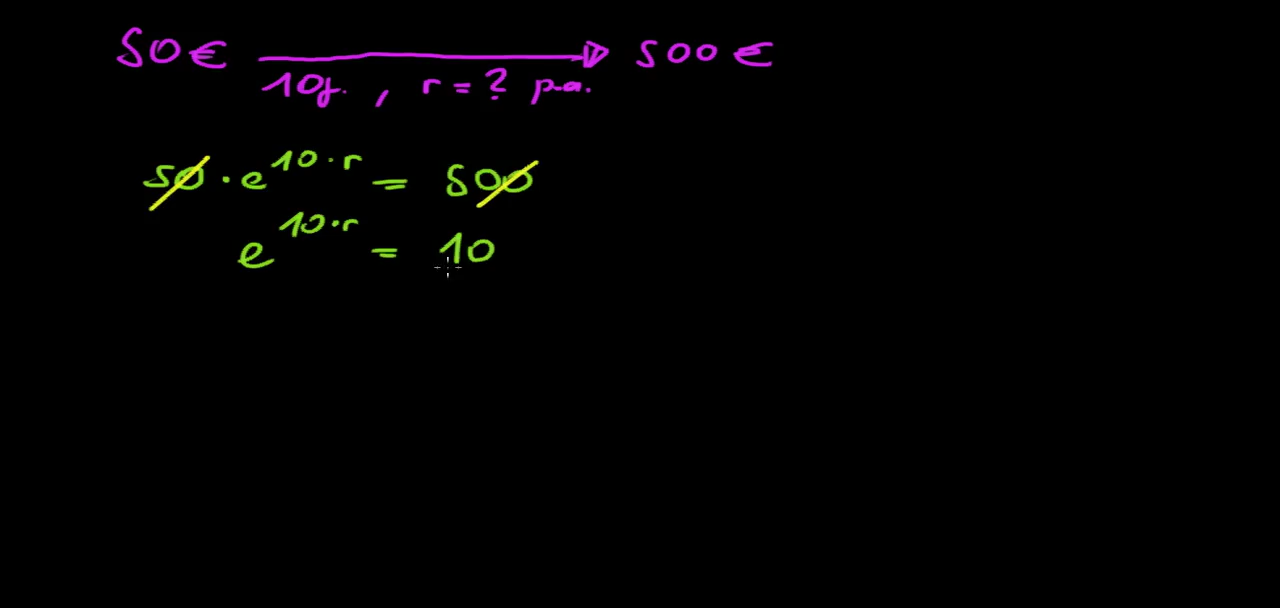 50€ → 500€
10j. , r = ? p.a.
50 · e^10·r = 500
e^10·r = 10